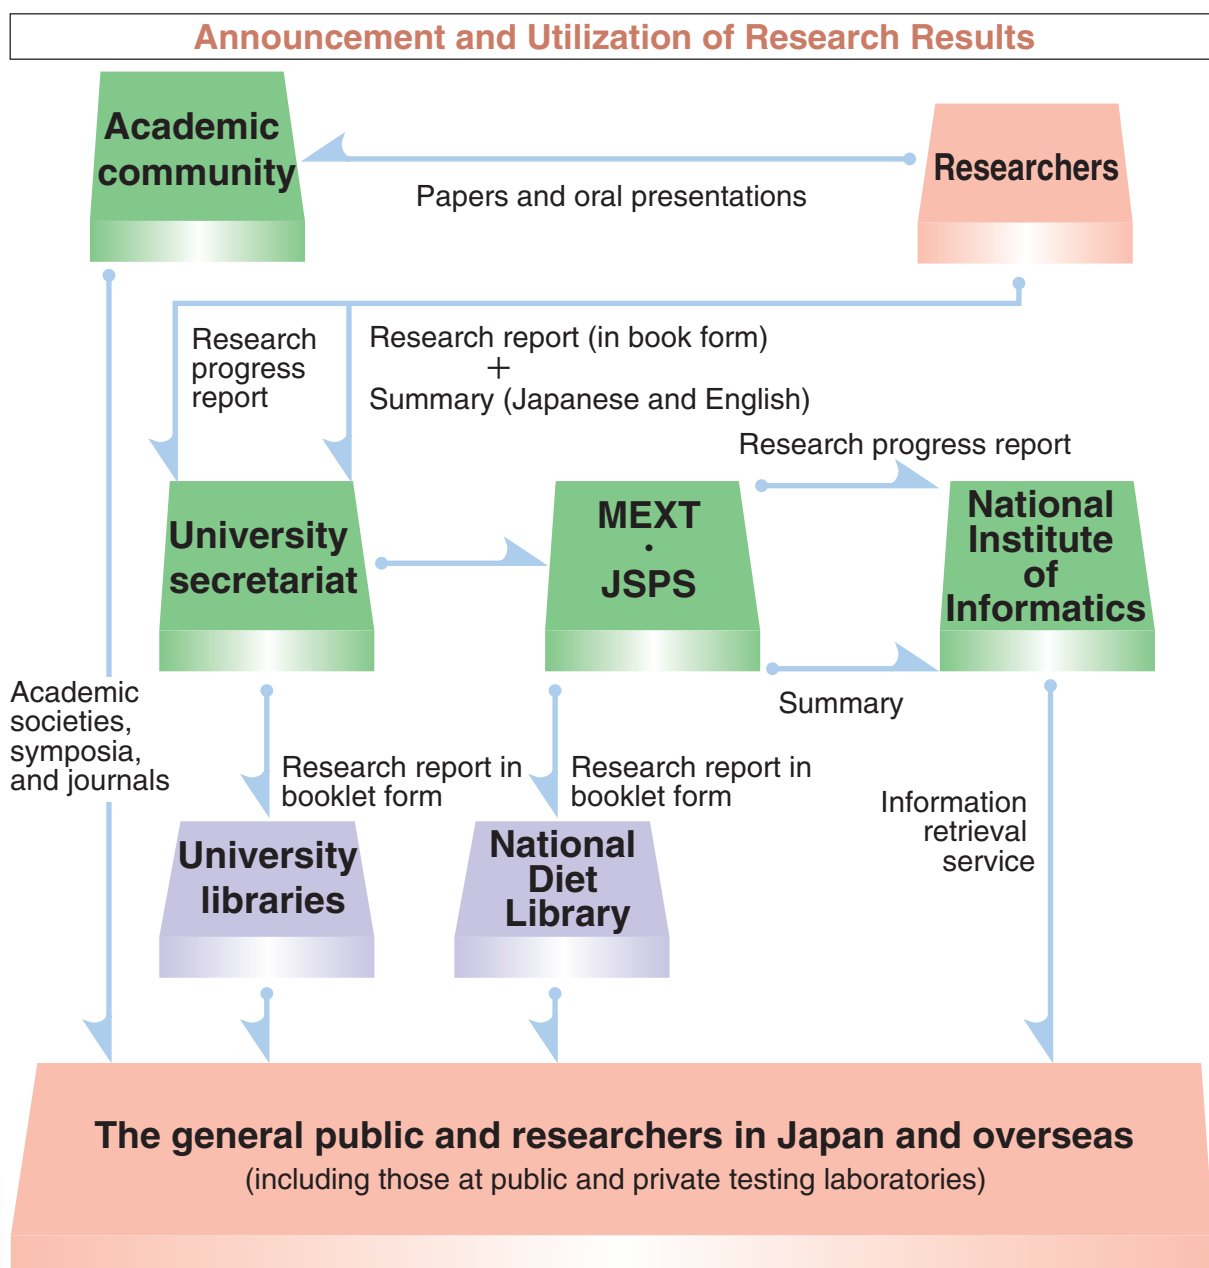 Announcement and Utilization of Research Results
Academic
community
Researchers
Papers and oral presentations
Research
progress
report
Research report (in book form)
+
Summary (Japanese and English)
Research progress report
University
secretariat
MEXT
·
JSPS
National
Institute
of
Informatics
Summary
Academic
societies,
symposia,
and journals
Research report in
booklet form
Research report in
booklet form
Information
retrieval
service
University
libraries
National
Diet
Library
The general public and researchers in Japan and overseas
(including those at public and private testing laboratories)